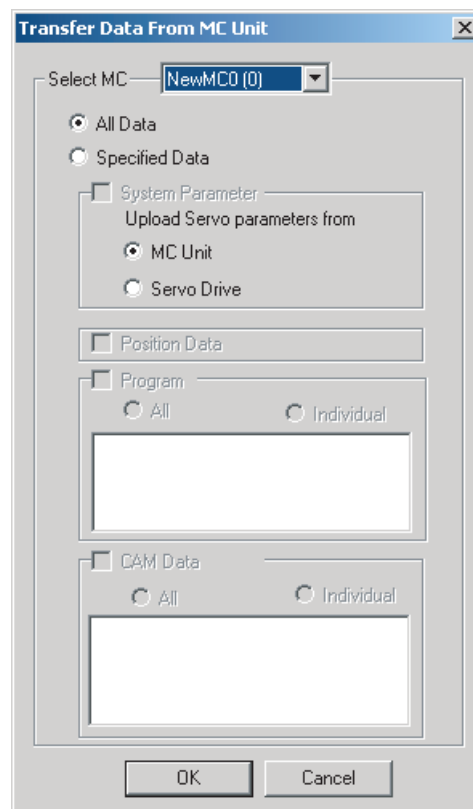 Transfer Data From MC Unit
Select MC NewMC0 (0)
All Data
Specified Data
System Parameter
Upload Servo parameters from
MC Unit
Servo Drive
Position Data
Program
All Individual
CAM Data
All Individual
OK Cancel